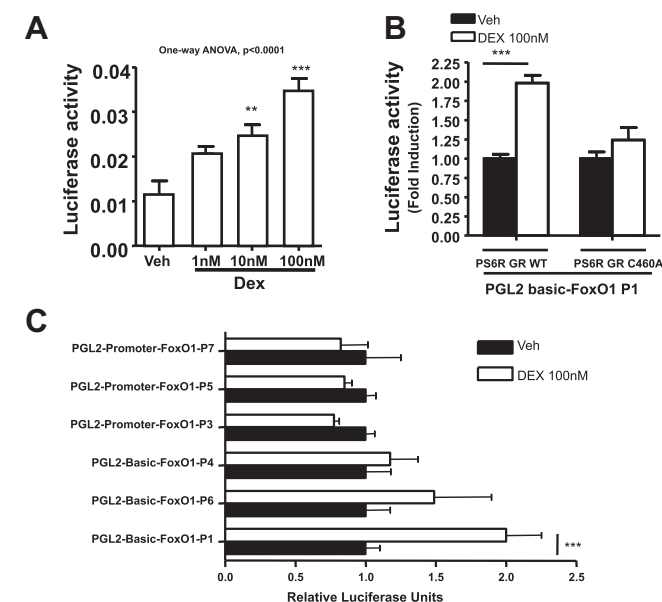 A
One-way ANOVA, p<0.0001
Luciferase activity
0.04
0.03
0.02
0.01
0.00
**
***
Veh
1nM
10nM
100nM
Dex
B
Veh
DEX 100nM
Luciferase activity
(Fold Induction)
2.25
2.00
1.75
1.50
1.25
1.00
0.75
0.50
0.25
0.00
***
PS6R GR WT
PS6R GR C460A
PGL2 basic-FoxO1 P1
C
Veh
DEX 100nM
PGL2-Promoter-FoxO1-P7
PGL2-Promoter-FoxO1-P5
PGL2-Promoter-FoxO1-P3
PGL2-Basic-FoxO1-P4
PGL2-Basic-FoxO1-P6
PGL2-Basic-FoxO1-P1
***
0.0
0.5
1.0
1.5
2.0
2.5
Relative Luciferase Units